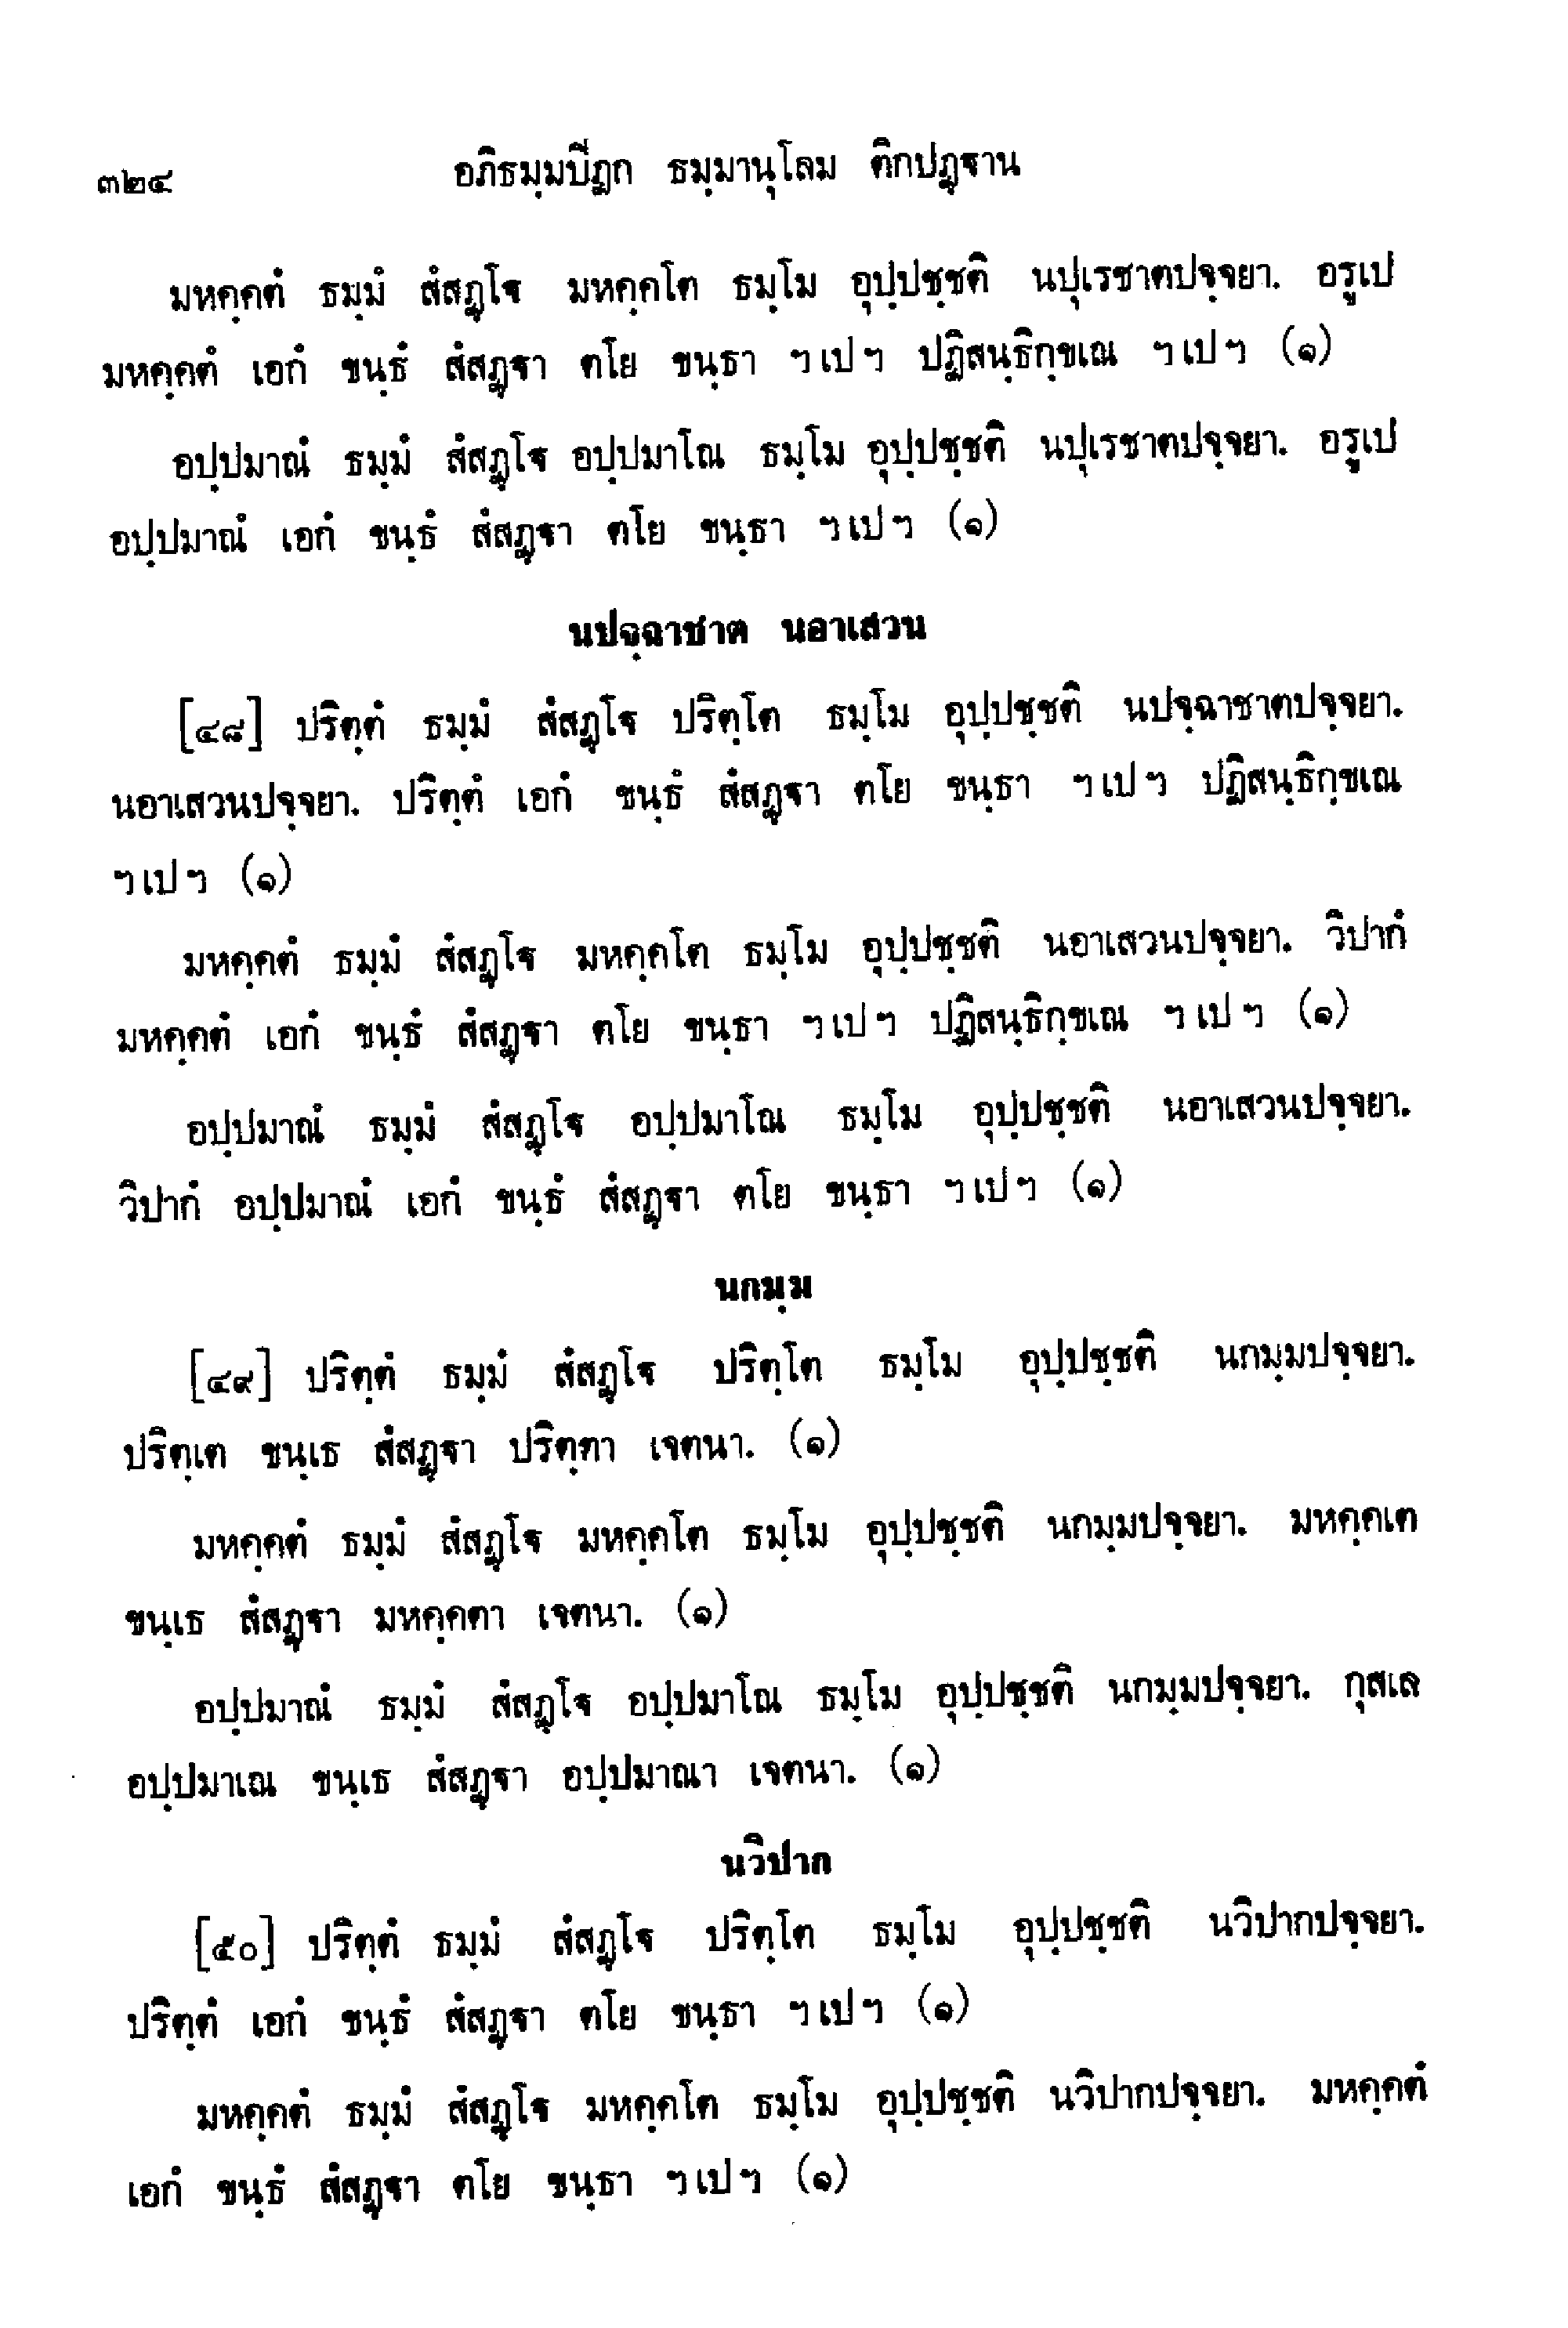 ๓๒๔ อภิธมฺมปิฏก ธมฺมานุโลม ติกปฏฺฐาน
มหคฺคตํ ธมฺมํ สํสฏฺโฐ มหคฺคโต ธมฺโม อุปฺปชฺชติ นปุเรชาตปจฺจยา. อรูเป
มหคฺคตํ เอกํ ขนฺธํ สํสฏฺฐา ตโย ขนฺธา ฯ เป ฯ ปฏิสนฺธิกฺขเณ ฯ เป ฯ (๑)
อปฺปมาณํ ธมฺมํ สํสฏฺโฐ อปฺปมาโณ ธมฺโม อุปฺปชฺชติ นปุเรชาตปจฺจยา. อรูเป
อปฺปมาณํ เอกํ ขนฺธํ สํสฏฺฐา ตโย ขนฺธา ฯ เป ฯ (๑)
นปจฺฉาชาต นอาเสวน
[๔๘] ปริตฺตํ ธมฺมํ สํสฏฺโฐ ปริตฺโต ธมฺโม อุปฺปชฺชติ นปจฺฉาชาตปจฺจยา.
นอาเสวนปจฺจยา. ปริตฺตํ เอกํ ขนฺธํ สํสฏฺฐา ตโย ขนฺธา ฯ เป ฯ ปฏิสนฺธิกฺขเณ
ฯ เป ฯ (๑)
มหคฺคตํ ธมฺมํ สํสฏฺโฐ มหคฺคโต ธมฺโม อุปฺปชฺชติ นอาเสวนปจฺจยา. วิปากํ
มหคฺคตํ เอกํ ขนฺธํ สํสฏฺฐา ตโย ขนฺธา ฯ เป ฯ ปฏิสนฺธิกฺขเณ ฯ เป ฯ (๑)
อปฺปมาณํ ธมฺมํ สํสฏฺโฐ อปฺปมาโณ ธมฺโม อุปฺปชฺชติ นอาเสวนปจฺจยา.
วิปากํ อปฺปมาณํ เอกํ ขนฺธํ สํสฏฺฐา ตโย ขนฺธา ฯ เป ฯ (๑)
นกมฺม
[๔๙] ปริตฺตํ ธมฺมํ สํสฏฺโฐ ปริตฺโต ธมฺโม อุปฺปชฺชติ นกมฺมปจฺจยา.
ปริตฺเต ขนฺเธ สํสฏฺฐา ปริตฺตา เจตนา. (๑)
มหคฺคตํ ธมฺมํ สํสฏฺโฐ มหคฺคโต ธมฺโม อุปฺปชฺชติ นกมฺมปจฺจยา. มหคฺคเต
ขนฺเธ สํสฏฺฐา มหคฺคตา เจตนา. (๑)
อปฺปมาณํ ธมฺมํ สํสฏฺโฐ อปฺปมาโณ ธมฺโม อุปฺปชฺชติ นกมฺมปจฺจยา. กุสเล
อปฺปมาเณ ขนฺเธ สํสฏฺฐา อปฺปมาณา เจตนา. (๑)
นวิปาก
[๕๐] ปริตฺตํ ธมฺมํ สํสฏฺโฐ ปริตฺโต ธมฺโม อุปฺปชฺชติ นวิปากปจฺจยา.
ปริตฺตํ เอกํ ขนฺธํ สํสฏฺฐา ตโย ขนฺธา ฯ เป ฯ (๑)
มหคฺคตํ ธมฺมํ สํสฏฺโฐ มหคฺคโต ธมฺโม อุปฺปชฺชติ นวิปากปจฺจยา. มหคฺคตํ
เอกํ ขนฺธํ สํสฏฺฐา ตโย ขนฺธา ฯ เป ฯ (๑)